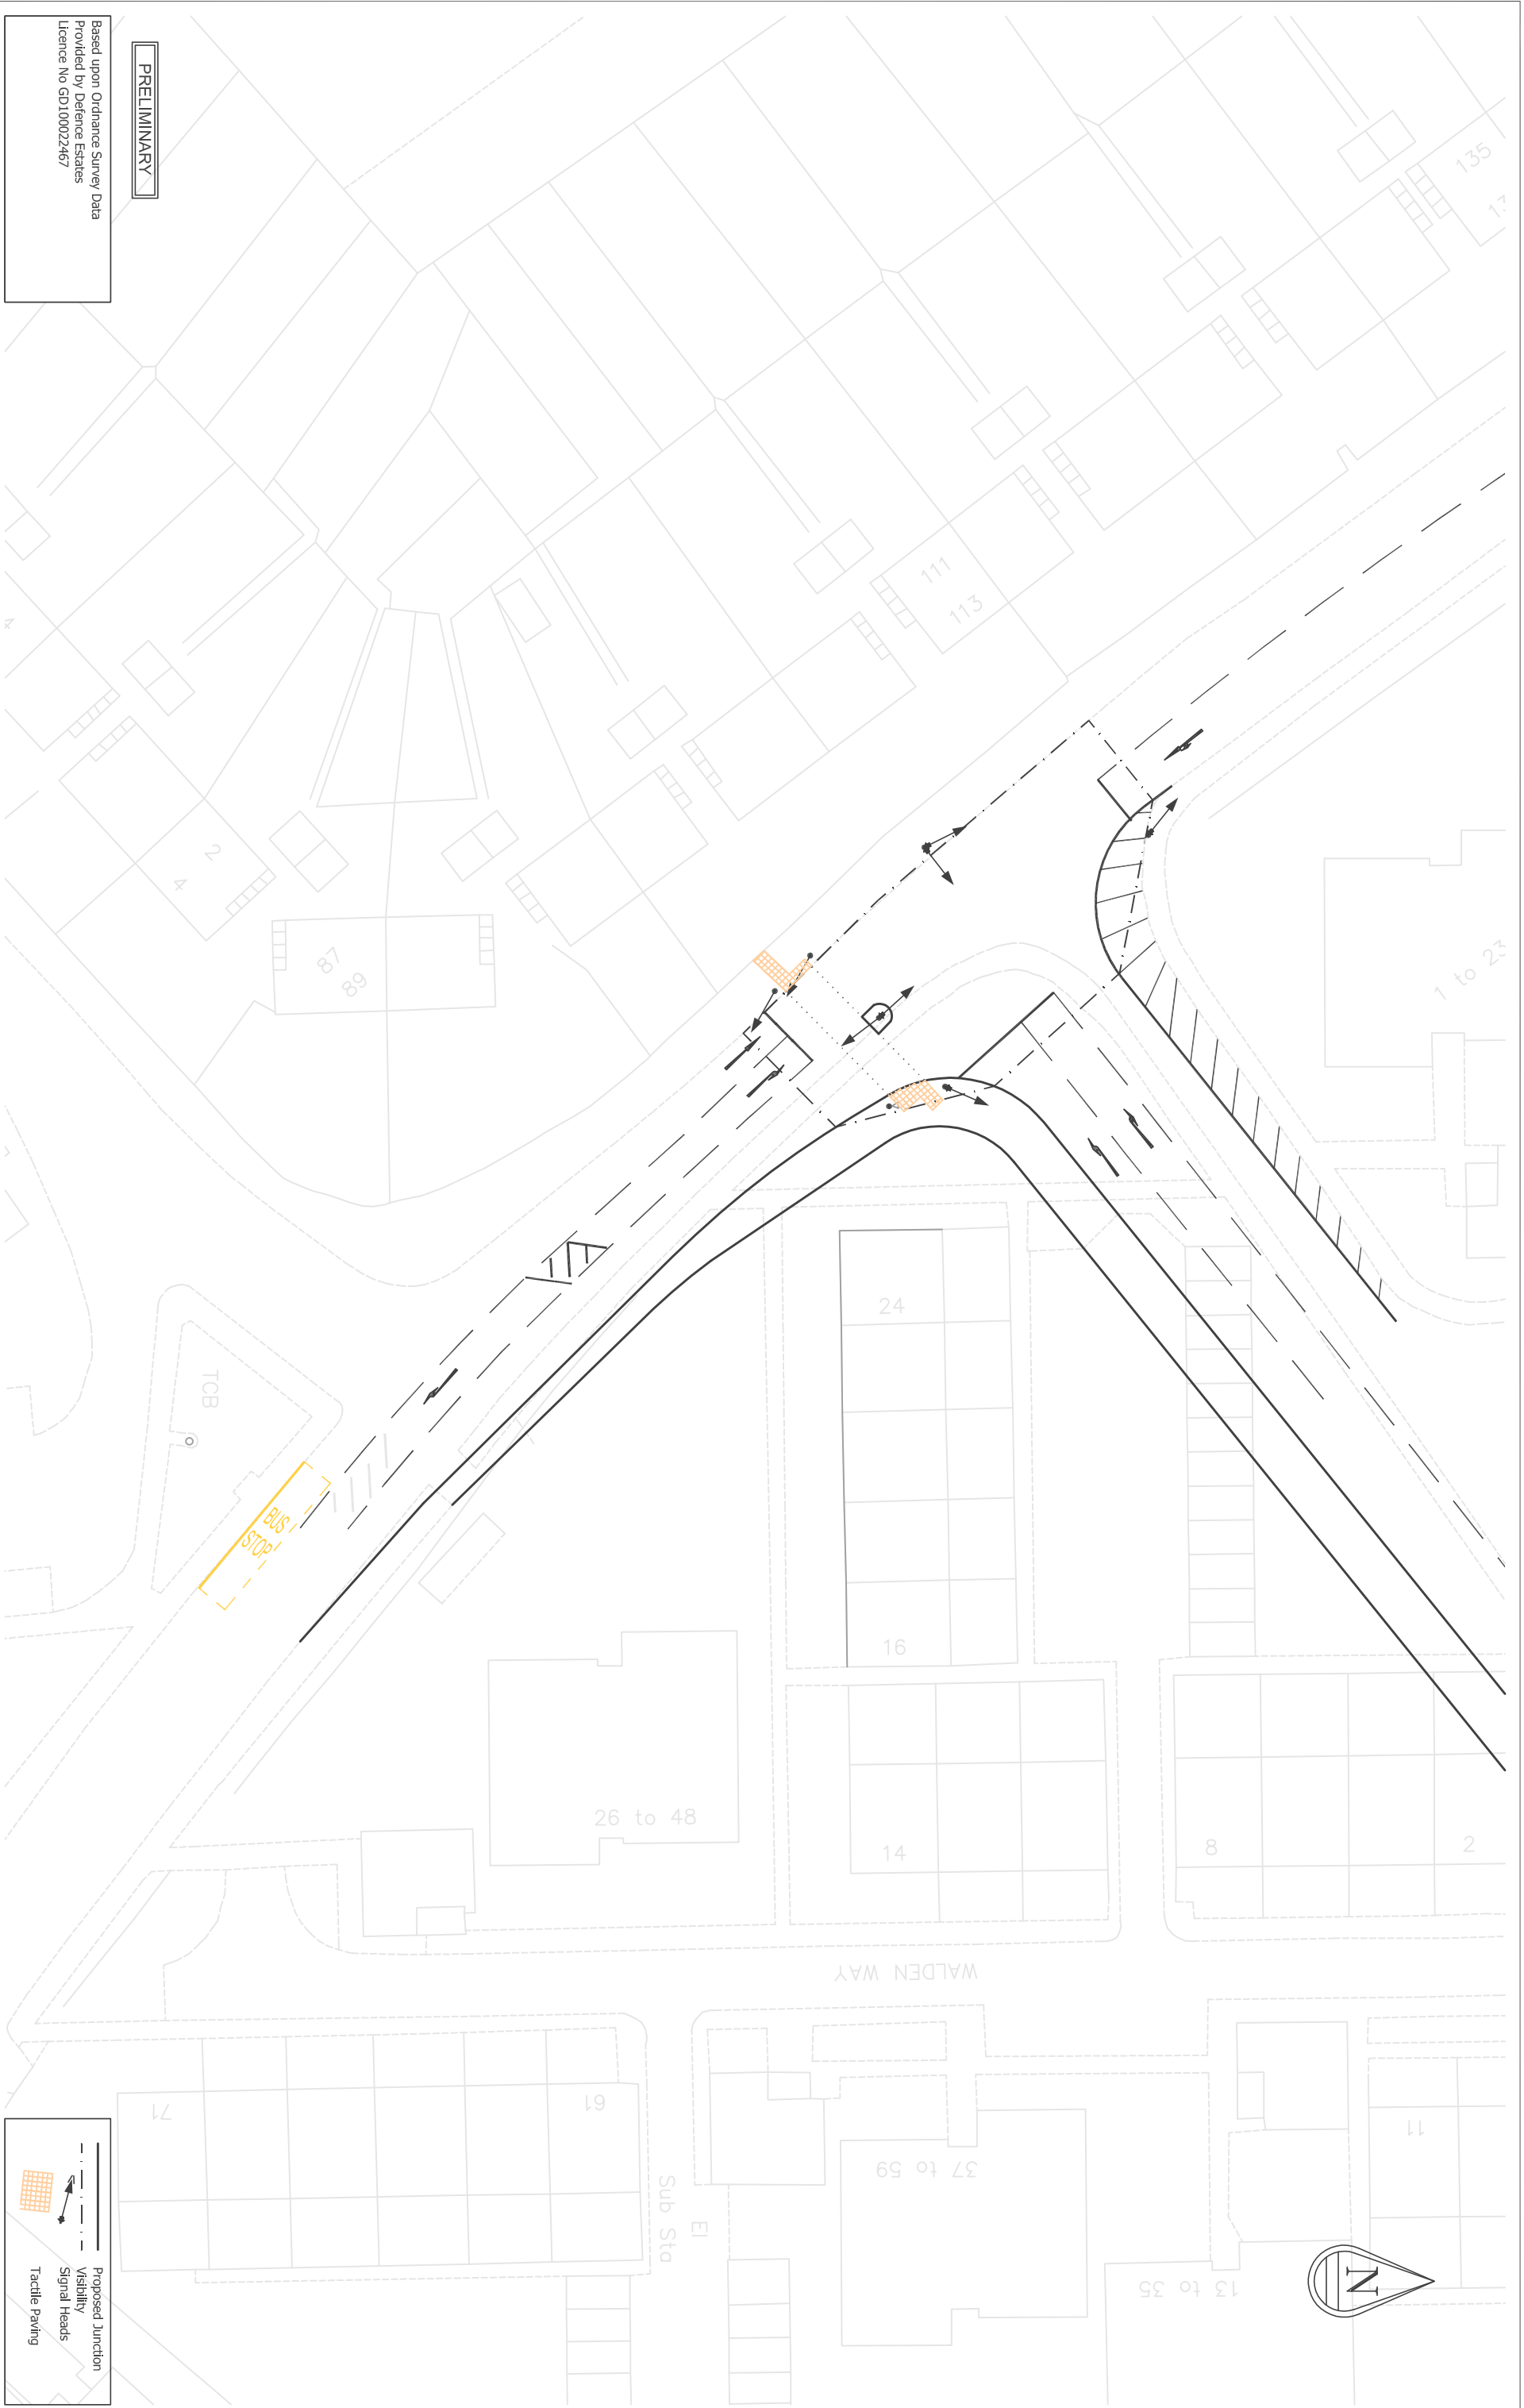 PRELIMINARY
Based upon Ordnance Survey Data
Provided by Defence Estates
Licence No GD100022467
135
111
113
2
4
87
89
1 to 23
TCB
BUS
STOP
24
16
26 to 48
14
8
2
WALDEN WAY
71
61
37 to 59
11
El
Sub Sta
13 to 35
N
Proposed Junction
Visibility
Signal Heads
Tactile Paving